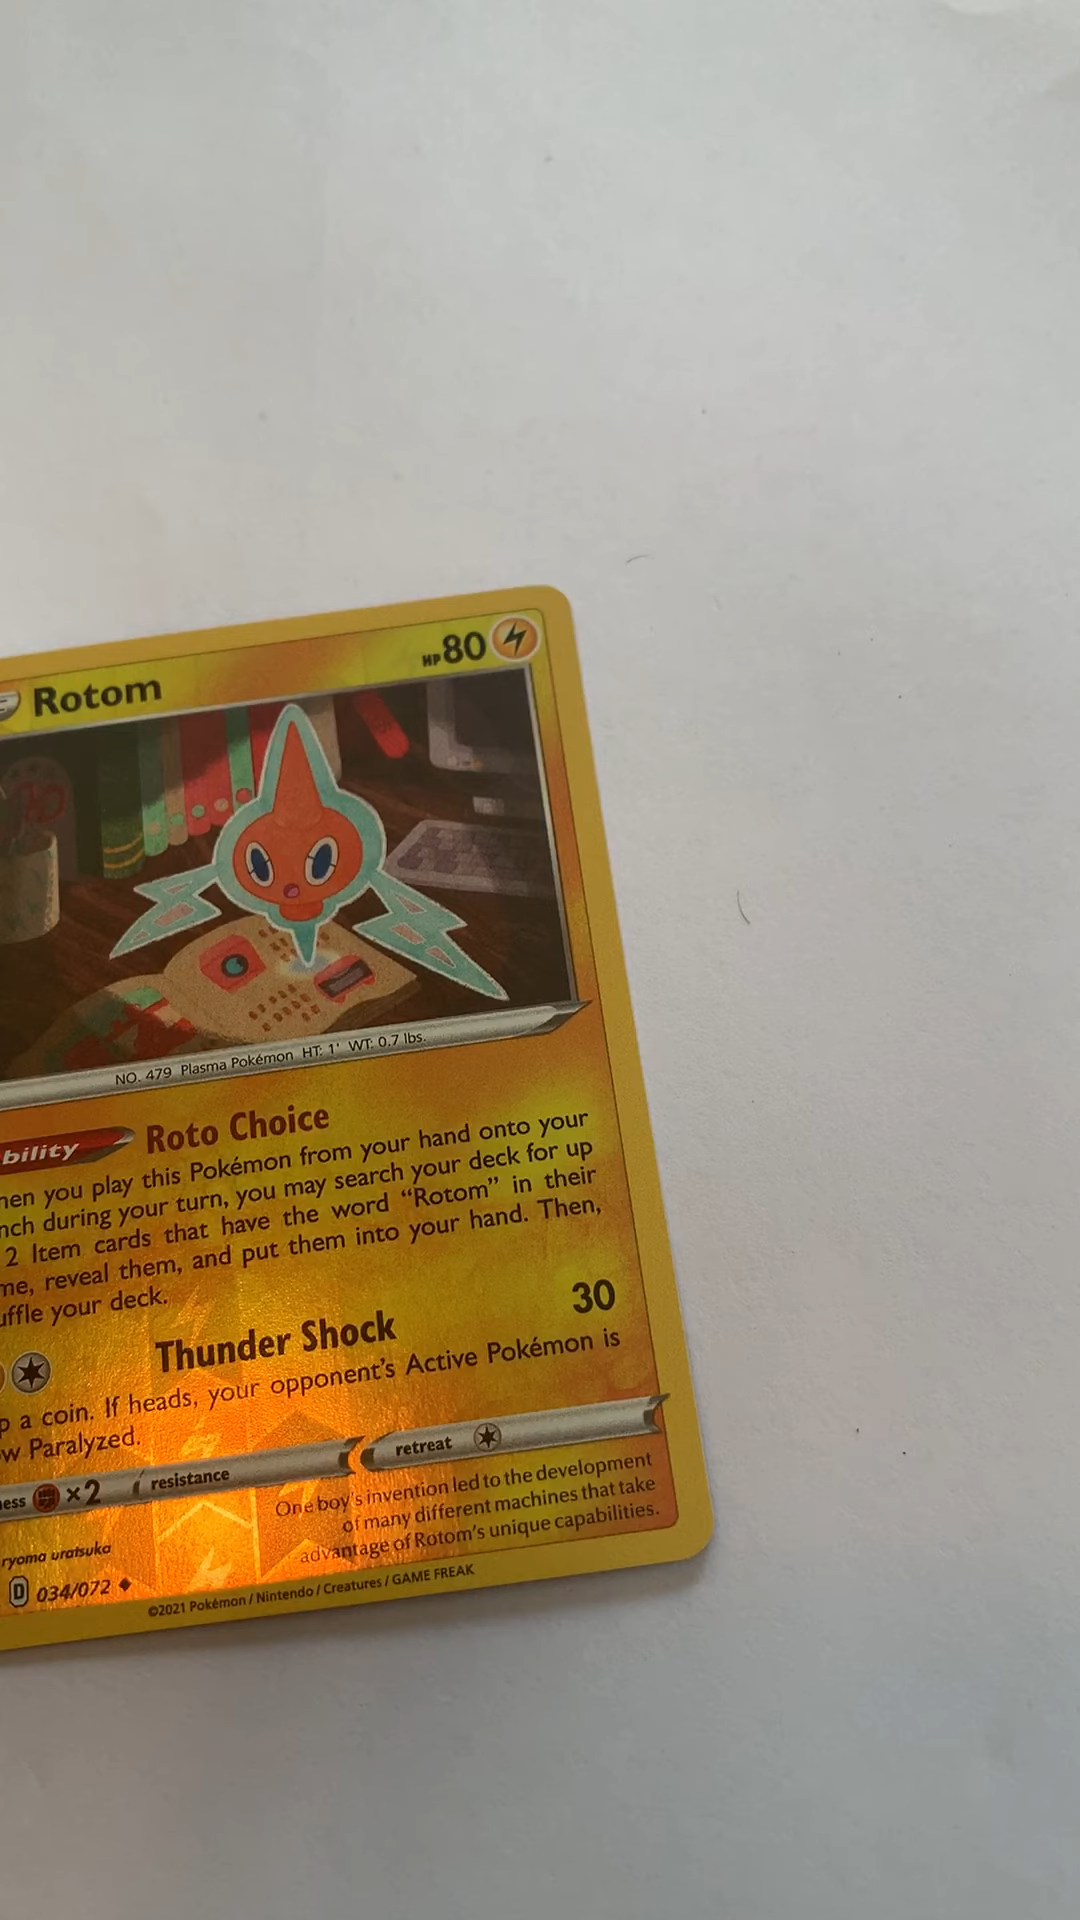 Rotom HP 80
NO. 479 Plasma Pokémon HT: 1' WT: 0.7 lbs.
bility Roto Choice
hen you play this Pokémon from your hand onto your
nch during your turn, you may search your deck for up
2 Item cards that have the word “Rotom” in their
me, reveal them, and put them into your hand. Then,
uffle your deck.
Thunder Shock 30
p a coin. If heads, your opponent’s Active Pokémon is
w Paralyzed.
ness ×2 resistance retreat
One boy’s invention led to the development
of many different machines that take
advantage of Rotom’s unique capabilities.
ryoma uratsuka
D 034/072
©2021 Pokémon / Nintendo / Creatures / GAME FREAK